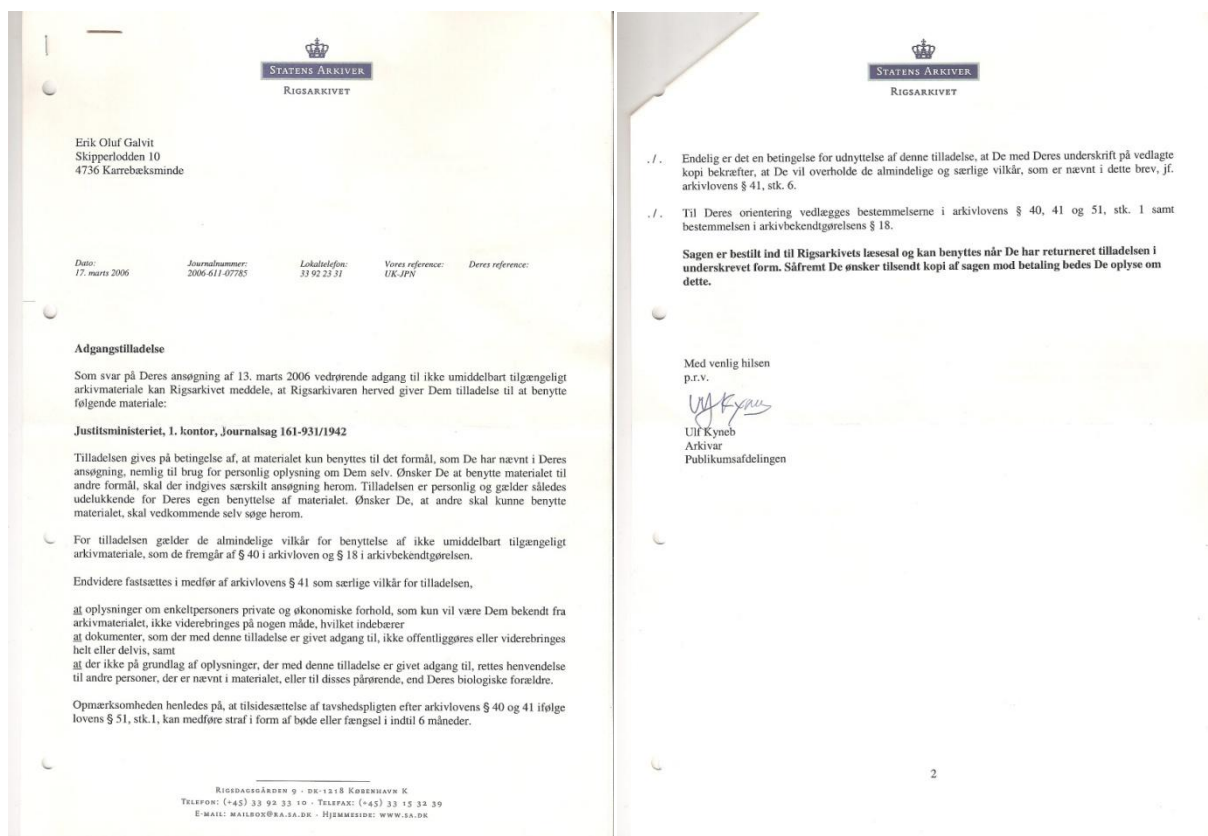 STATENS ARKIVER
RIGSARKIVET
Erik Oluf Galvit
Skipperlodden 10
4736 Karrebæksminde
Dato: Journalnummer: Lokaltelefon: Vores reference: Deres reference:
17. marts 2006 2006-611-07785 33 92 23 31 UK-JPN
Adgangstilladelse
Som svar på Deres ansøgning af 13. marts 2006 vedrørende adgang til ikke umiddelbart tilgængeligt
arkivmateriale kan Rigsarkivet meddele, at Rigsarkivaren herved giver Dem tilladelse til at benytte
følgende materiale:
Justitsministeriet, 1. kontor, Journalsag 161-931/1942
Tilladelsen gives på betingelse af, at materialet kun benyttes til det formål, som De har nævnt i Deres
ansøgning, nemlig til brug for personlig oplysning om Dem selv. Ønsker De at benytte materialet til
andre formål, skal der indgives særskilt ansøgning herom. Tilladelsen er personlig og gælder således
udelukkende for Deres egen benyttelse af materialet. Ønsker De, at andre skal kunne benytte
materialet, skal vedkommende selv søge herom.
For tilladelsen gælder de almindelige vilkår for benyttelse af ikke umiddelbart tilgængeligt
arkivmateriale, som de fremgår af § 40 i arkivloven og § 18 i arkivbekendtgørelsen.
Endvidere fastsættes i medfør af arkivlovens § 41 som særlige vilkår for tilladelsen,
at oplysninger om enkeltpersoners private og økonomiske forhold, som kun vil være Dem bekendt fra
arkivmaterialet, ikke viderebringes på nogen måde, hvilket indebærer
at dokumenter, som der med denne tilladelse er givet adgang til, ikke offentliggøres eller viderebringes
helt eller delvis, samt
at der ikke på grundlag af oplysninger, der med denne tilladelse er givet adgang til, rettes henvendelse
til andre personer, der er nævnt i materialet, eller til disses pårørende, end Deres biologiske forældre.
Opmærksomheden henledes på, at tilsidesættelse af tavshedspligten efter arkivlovens § 40 og 41 ifølge
lovens § 51, stk.1, kan medføre straf i form af bøde eller fængsel i indtil 6 måneder.
RIGSDAGSGÅRDEN 9 · DK-1218 KØBENHAVN K
TELEFON: (+45) 33 92 33 10 · TELEFAX: (+45) 33 15 32 39
E-MAIL: MAILBOX@RA.SA.DK · HJEMMESIDE: WWW.SA.DK
STATENS ARKIVER
RIGSARKIVET
./. Endelig er det en betingelse for udnyttelse af denne tilladelse, at De med Deres underskrift på vedlagte
kopi bekræfter, at De vil overholde de almindelige og særlige vilkår, som er nævnt i dette brev, jf.
arkivlovens § 41, stk. 6.
./. Til Deres orientering vedlægges bestemmelserne i arkivlovens § 40, 41 og 51, stk. 1 samt
bestemmelsen i arkivbekendtgørelsens § 18.
Sagen er bestilt ind til Rigsarkivets læsesal og kan benyttes når De har returneret tilladelsen i
underskrevet form. Såfremt De ønsker tilsendt kopi af sagen mod betaling bedes De oplyse om
dette.
Med venlig hilsen
p.r.v.
Ulf Kyneb
Ulf Kyneb
Arkivar
Publikumsafdelingen
2